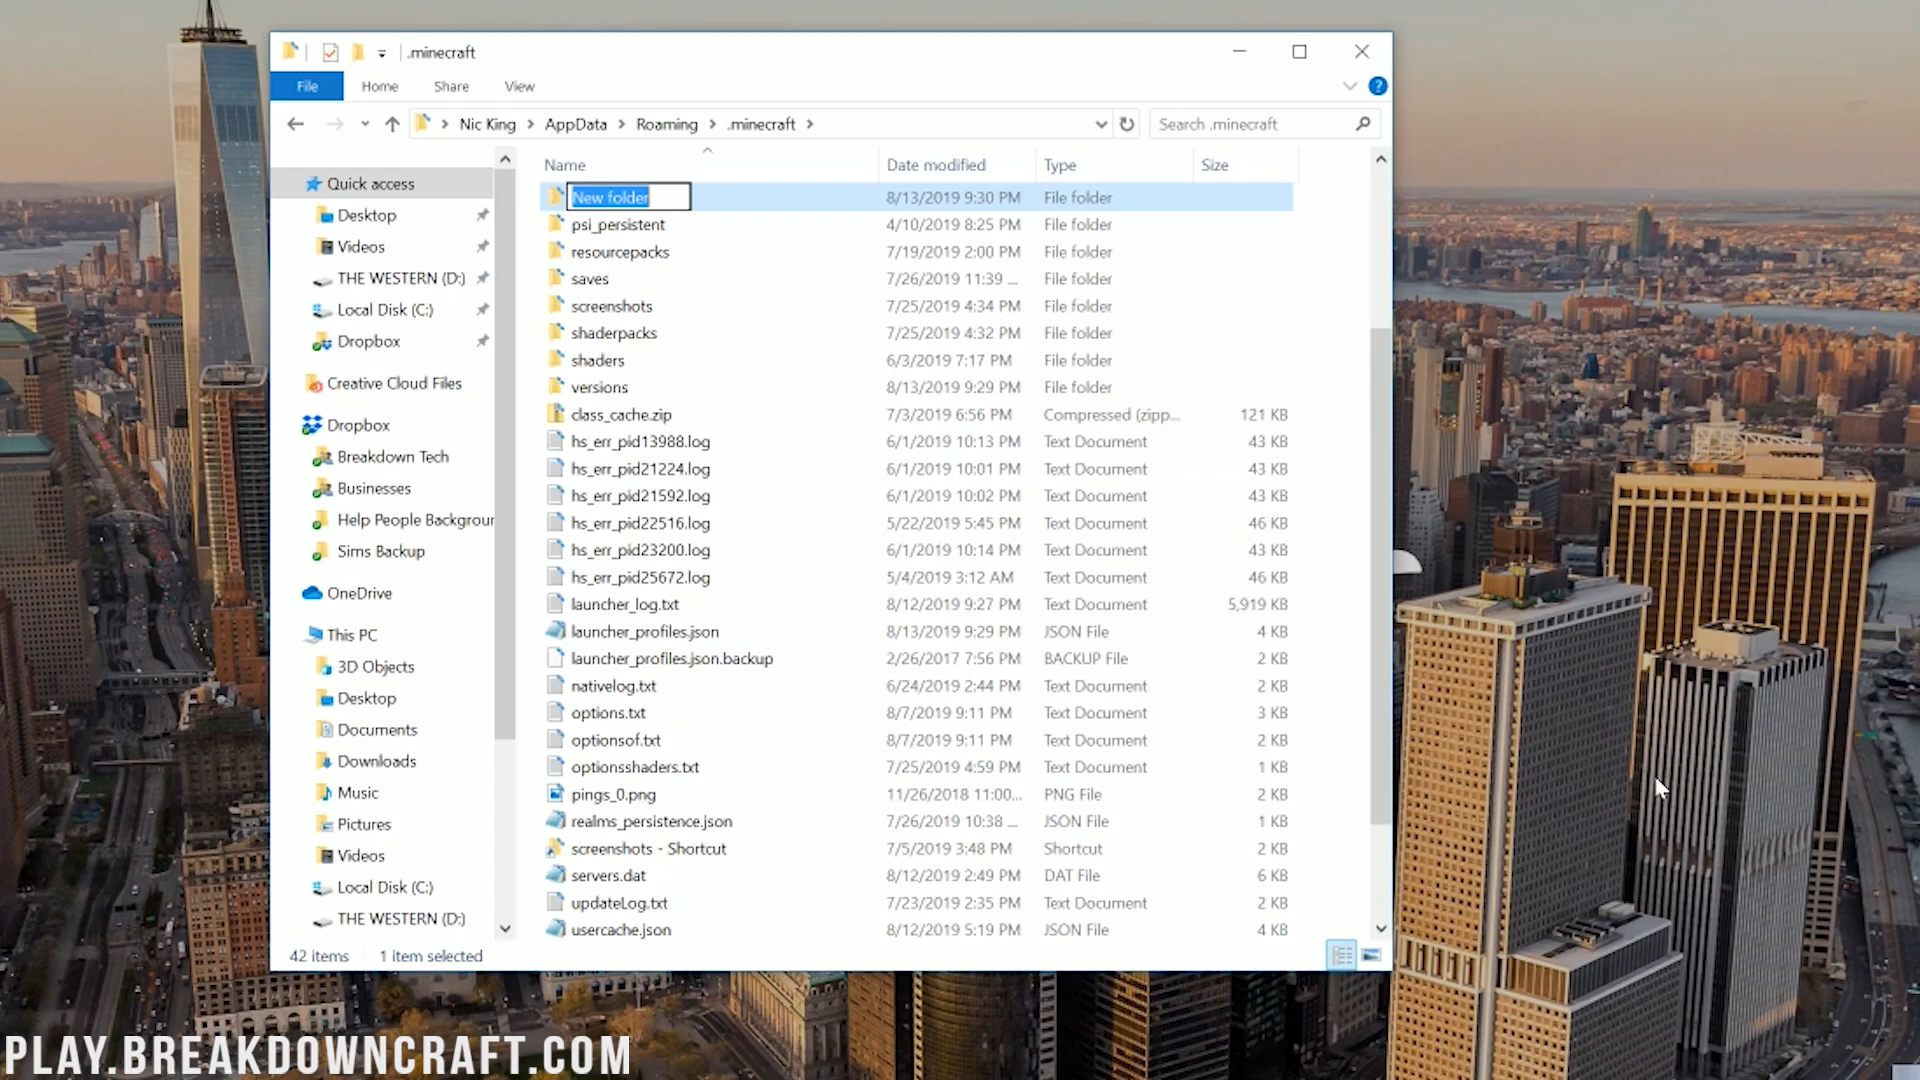 .minecraft
File Home Share View
Nic King AppData Roaming .minecraft Search .minecraft
Name Date modified Type Size
Quick access
Desktop
Videos
THE WESTERN (D:)
Local Disk (C:)
Dropbox
Creative Cloud Files
Dropbox
Breakdown Tech
Businesses
Help People Backgroun
Sims Backup
OneDrive
This PC
3D Objects
Desktop
Documents
Downloads
Music
Pictures
Videos
Local Disk (C:)
THE WESTERN (D:)
New folder 8/13/2019 9:30 PM File folder
psi_persistent 4/10/2019 8:25 PM File folder
resourcepacks 7/19/2019 2:00 PM File folder
saves 7/26/2019 11:39 ... File folder
screenshots 7/25/2019 4:34 PM File folder
shaderpacks 7/25/2019 4:32 PM File folder
shaders 6/3/2019 7:17 PM File folder
versions 8/13/2019 9:29 PM File folder
class_cache.zip 7/3/2019 6:56 PM Compressed (zipp... 121 KB
hs_err_pid13988.log 6/1/2019 10:13 PM Text Document 43 KB
hs_err_pid21224.log 6/1/2019 10:01 PM Text Document 43 KB
hs_err_pid21592.log 6/1/2019 10:02 PM Text Document 43 KB
hs_err_pid22516.log 5/22/2019 5:45 PM Text Document 46 KB
hs_err_pid23200.log 6/1/2019 10:14 PM Text Document 43 KB
hs_err_pid25672.log 5/4/2019 3:12 AM Text Document 46 KB
launcher_log.txt 8/12/2019 9:27 PM Text Document 5,919 KB
launcher_profiles.json 8/13/2019 9:29 PM JSON File 4 KB
launcher_profiles.json.backup 2/26/2017 7:56 PM BACKUP File 2 KB
nativelog.txt 6/24/2019 2:44 PM Text Document 2 KB
options.txt 8/7/2019 9:11 PM Text Document 3 KB
optionsof.txt 8/7/2019 9:11 PM Text Document 2 KB
optionsshaders.txt 7/25/2019 4:59 PM Text Document 1 KB
pings_0.png 11/26/2018 11:00... PNG File 2 KB
realms_persistence.json 7/26/2019 10:38 ... JSON File 1 KB
screenshots - Shortcut 7/5/2019 3:48 PM Shortcut 2 KB
servers.dat 8/12/2019 2:49 PM DAT File 6 KB
updateLog.txt 7/23/2019 2:35 PM Text Document 2 KB
usercache.json 8/12/2019 5:19 PM JSON File 4 KB
42 items 1 item selected
PLAY.BREAKDOWNCRAFT.COM